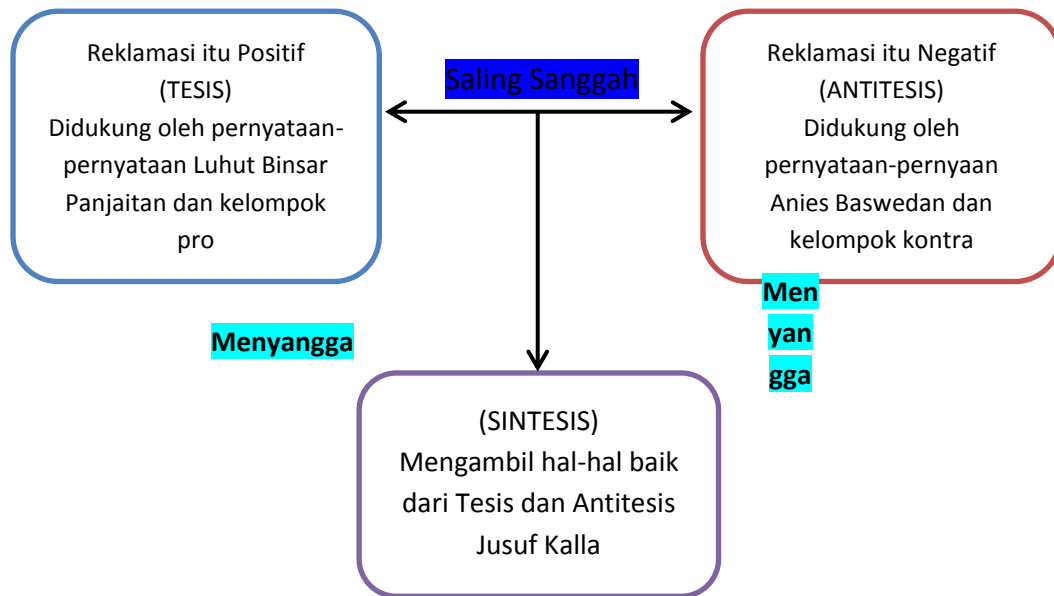 Reklamasi itu Positif
(TESIS)
Didukung oleh pernyataan-
pernyataan Luhut Binsar
Panjaitan dan kelompok
pro
Saling Sanggah
Reklamasi itu Negatif
(ANTITESIS)
Didukung oleh
pernyataan-pernyaan
Anies Baswedan dan
kelompok kontra
Menyangga
Men
yan
gga
(SINTESIS)
Mengambil hal-hal baik
dari Tesis dan Antitesis
Jusuf Kalla